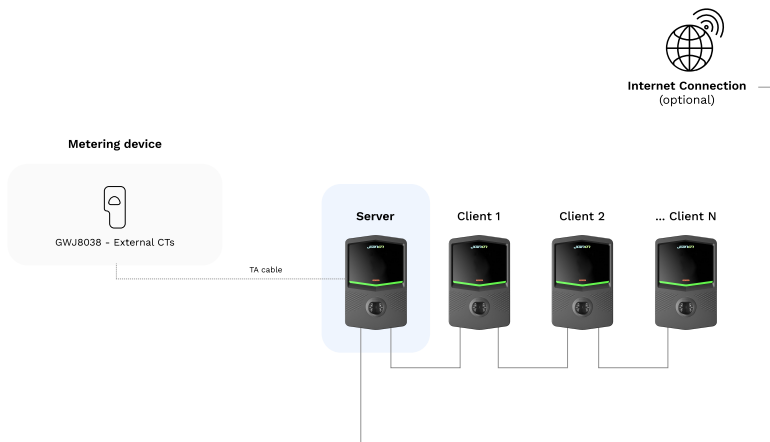 Internet Connection
(optional)
Metering device
GWJ8038 - External CTs
TA cable
Server
Client 1
Client 2
... Client N